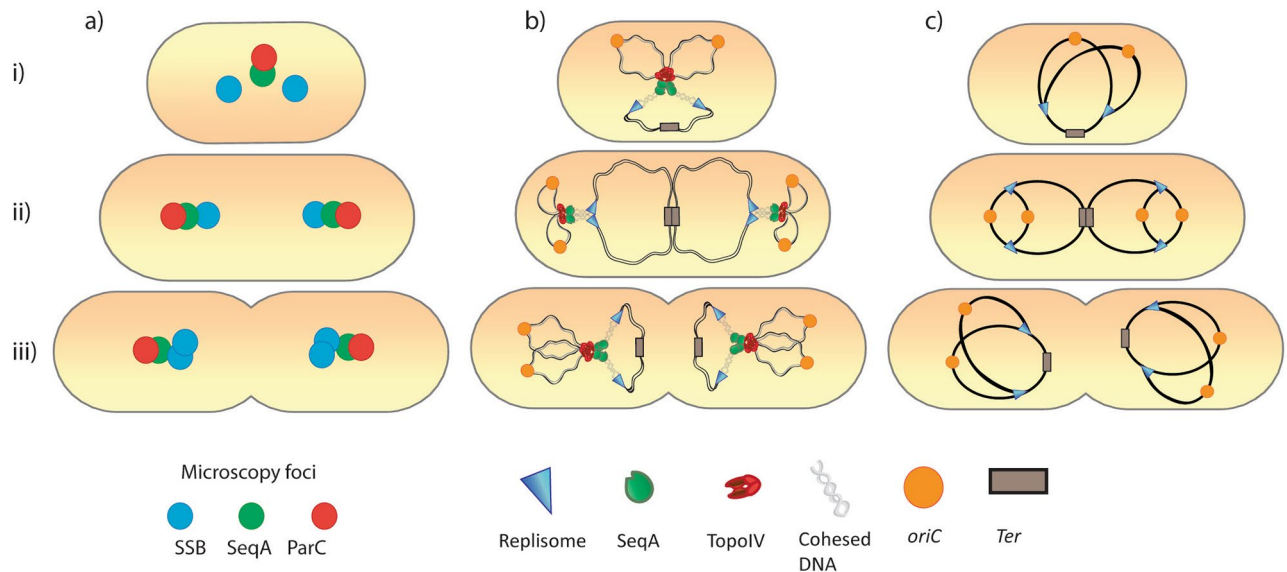 a)
b)
c)
i)
ii)
iii)
Microscopy foci
SSB SeqA ParC
Replisome SeqA TopoIV Cohesed DNA oriC Ter